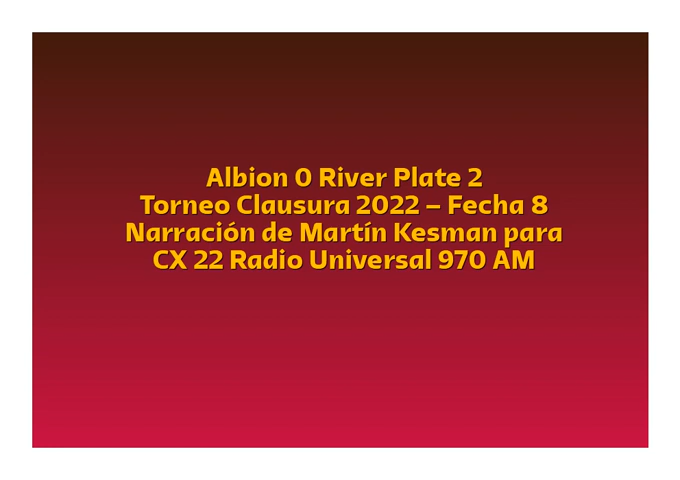 Albion 0 River Plate 2
Torneo Clausura 2022 – Fecha 8
Narración de Martín Kesman para
CX 22 Radio Universal 970 AM